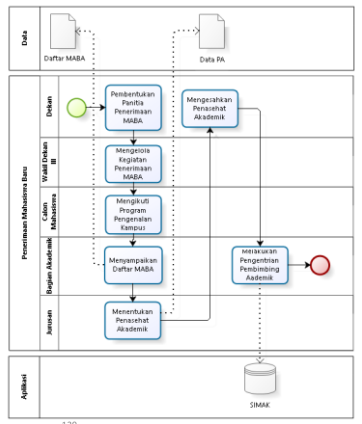 Data
Daftar MABA
Data PA
Penerimaan Mahasiswa Baru
Dekan
Pembentukan
Panitia
Penerimaan
MABA
Mengesahkan
Penasehat
Akademik
Wakil Dekan
III
Mengelola
Kegiatan
Penerimaan
MABA
Calon
Mahasiswa
Mengikuti
Program
Pengenalan
Kampus
Bagian Akademik
Menyampaikan
Daftar MABA
Melakukan
Pengentrian
Pembimbing
Aademik
Jurusan
Menentukan
Penasehat
Akademik
Aplikasi
SIMAK